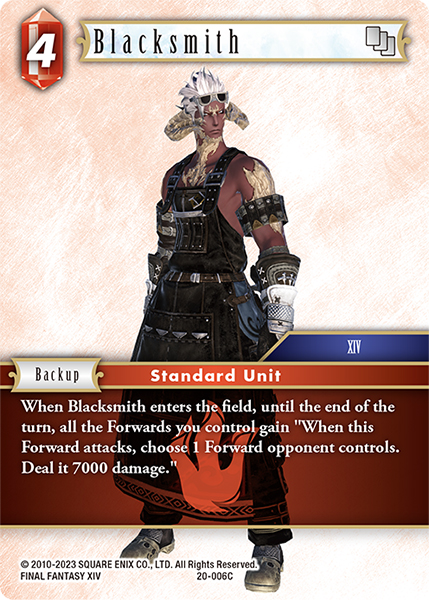 4
Blacksmith
XIV
Backup
Standard Unit
When Blacksmith enters the field, until the end of the
turn, all the Forwards you control gain "When this
Forward attacks, choose 1 Forward opponent controls.
Deal it 7000 damage."
© 2010-2023 SQUARE ENIX CO., LTD. All Rights Reserved.
FINAL FANTASY XIV 20-006C